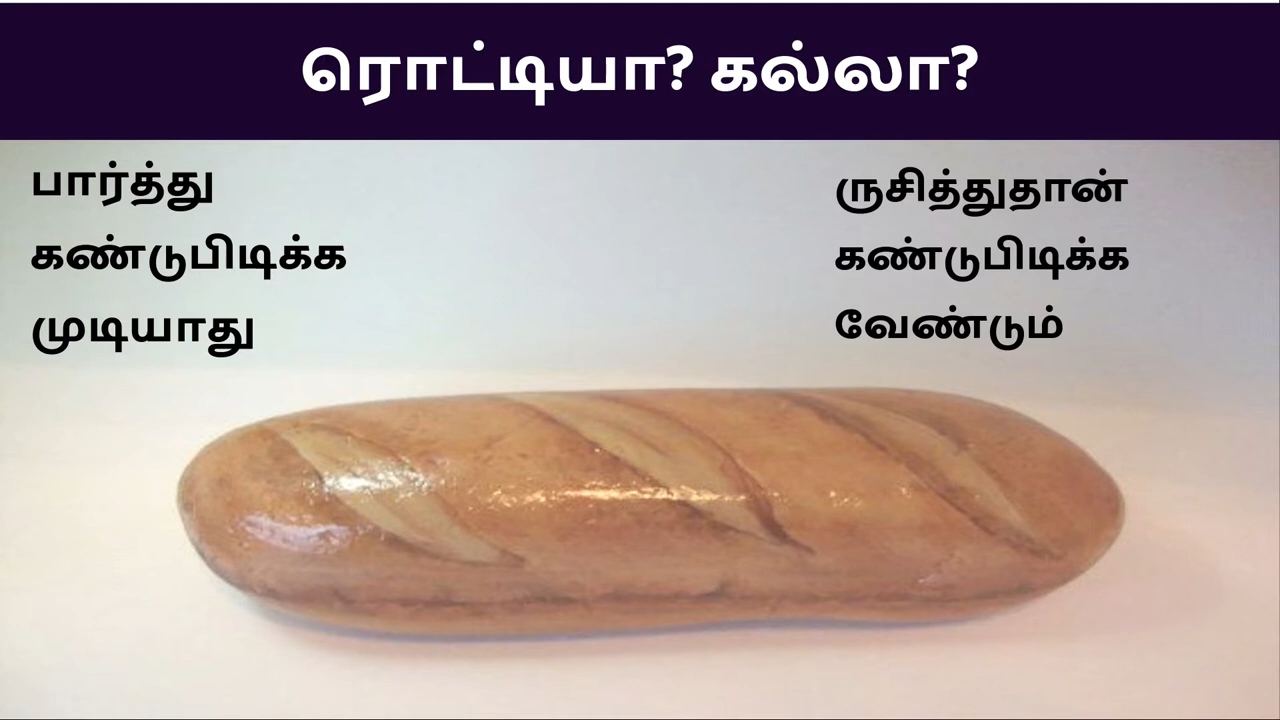 ரொட்டியா? கல்லா?
பார்த்து
கண்டுபிடிக்க
முடியாது
ருசித்துதான்
கண்டுபிடிக்க
வேண்டும்